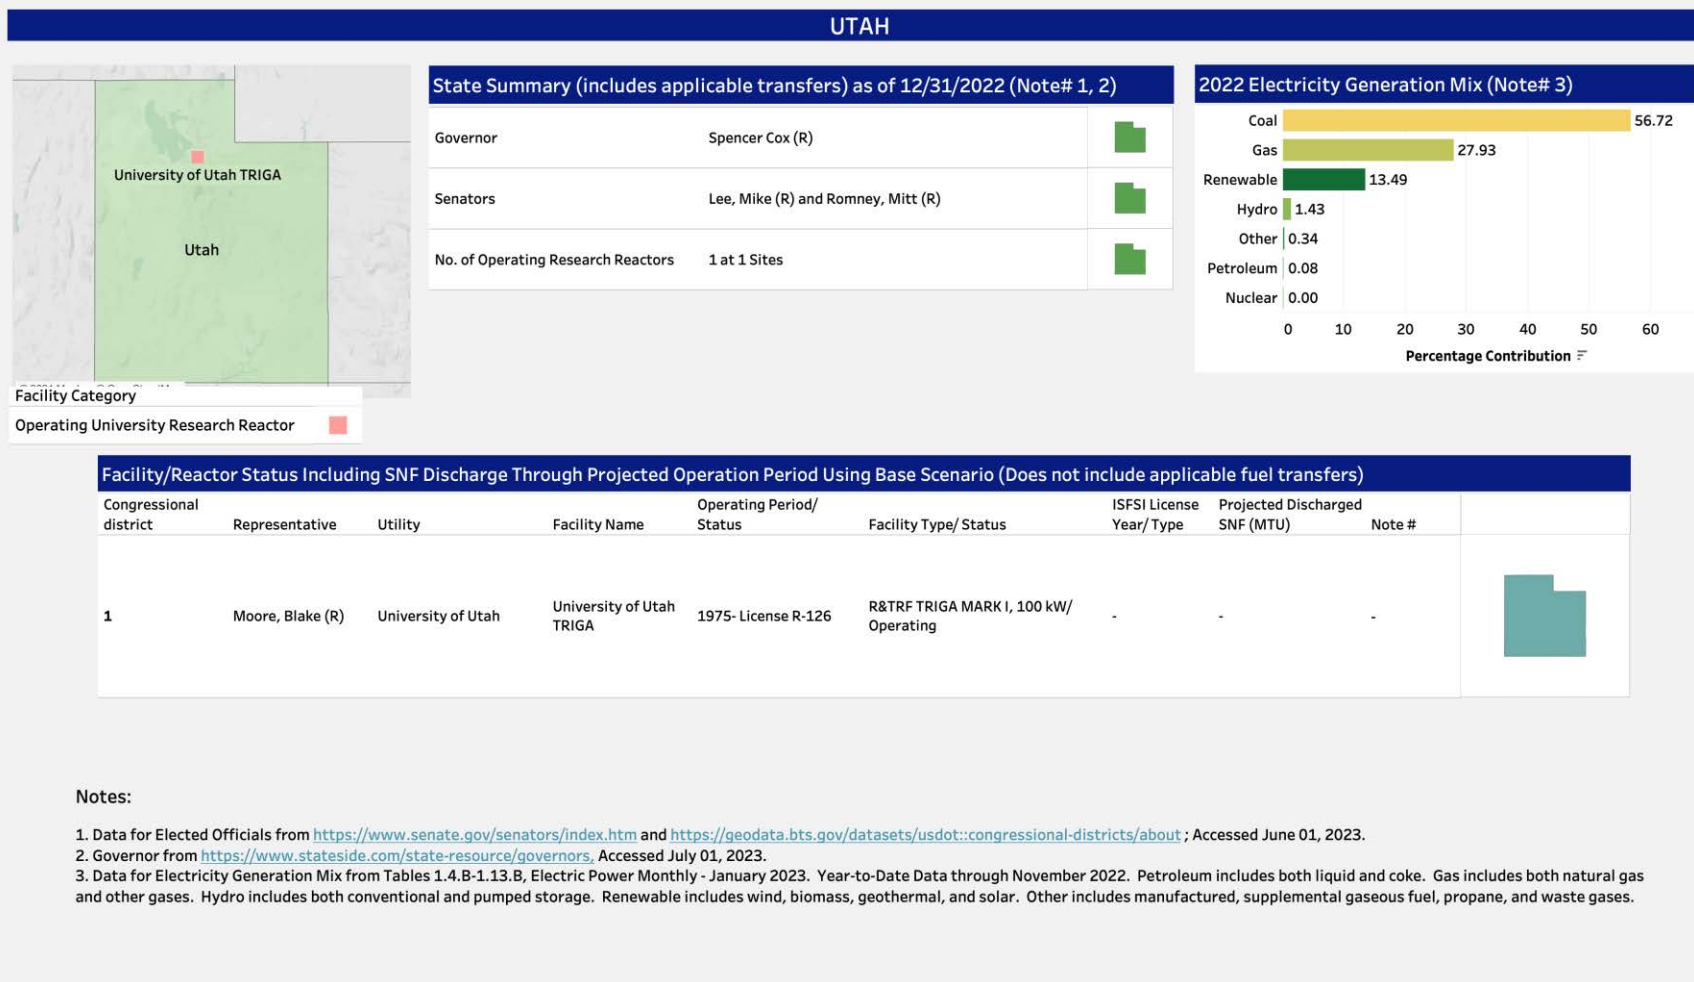 UTAH
University of Utah TRIGA
Utah
Facility Category
Operating University Research Reactor
State Summary (includes applicable transfers) as of 12/31/2022 (Note# 1, 2)
Governor Spencer Cox (R)
Senators Lee, Mike (R) and Romney, Mitt (R)
No. of Operating Research Reactors 1 at 1 Sites
2022 Electricity Generation Mix (Note# 3)
Coal 56.72
Gas 27.93
Renewable 13.49
Hydro 1.43
Other 0.34
Petroleum 0.08
Nuclear 0.00
0 10 20 30 40 50 60
Percentage Contribution
Facility/Reactor Status Including SNF Discharge Through Projected Operation Period Using Base Scenario (Does not include applicable fuel transfers)
Congressional Operating Period/ ISFSI License Projected Discharged
district Representative Utility Facility Name Status Facility Type/ Status Year/ Type SNF (MTU) Note #
University of Utah R&TRF TRIGA MARK I, 100 kW/
1 Moore, Blake (R) University of Utah 1975- License R-126 - - -
TRIGA Operating
Notes:
1. Data for Elected Officials from https://www.senate.gov/senators/index.htm and https://geodata.bts.gov/datasets/usdot::congressional-districts/about ; Accessed June 01, 2023.
2. Governor from https://www.stateside.com/state-resource/governors, Accessed July 01, 2023.
3. Data for Electricity Generation Mix from Tables 1.4.B-1.13.B, Electric Power Monthly - January 2023. Year-to-Date Data through November 2022. Petroleum includes both liquid and coke. Gas includes both natural gas
and other gases. Hydro includes both conventional and pumped storage. Renewable includes wind, biomass, geothermal, and solar. Other includes manufactured, supplemental gaseous fuel, propane, and waste gases.